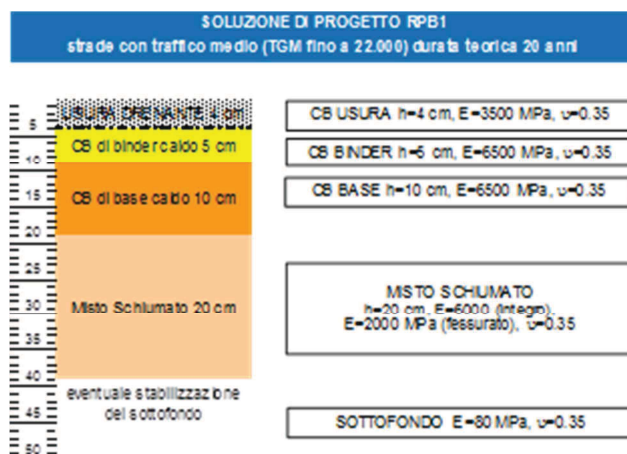 SOLUZIONE DI PROGETTO RPB1
strade con traffico medio (TGM fino a 22.000) durata teorica 20 anni
USURA DRENANTE 4 cm
CB di binder caldo 5 cm
CB di base caldo 10 cm
Misto Schiumato 20 cm
eventuale stabilizzazione
del sottofondo
5
10
15
20
25
30
35
40
45
50
CB USURA h=4 cm, E=3500 MPa, υ=0.35
CB BINDER h=5 cm, E=6500 MPa, υ=0.35
CB BASE h=10 cm, E=6500 MPa, υ=0.35
MISTO SCHIUMATO
h=20 cm, E=6000 (integro),
E=2000 MPa (fessurato), υ=0.35
SOTTOFONDO E=80 MPa, υ=0.35